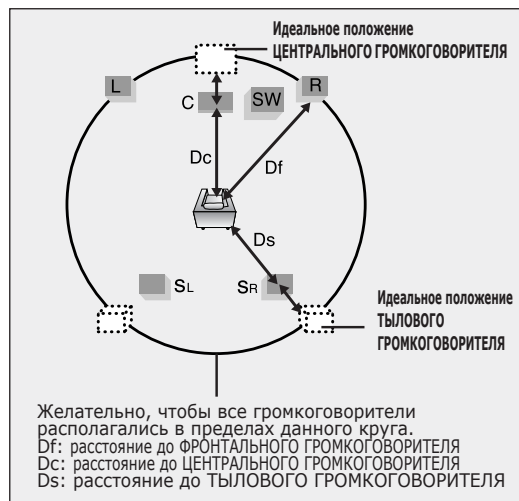 Идеальное положение
ЦЕНТРАЛЬНОГО ГРОМКОГОВОРИТЕЛЯ
L
C
SW
R
Dc
Df
Ds
SL
SR
Идеальное положение
ТЫЛОВОГО
ГРОМКОГОВОРИТЕЛЯ
Желательно, чтобы все громкоговорители
располагались в пределах данного круга.
Df: расстояние до ФРОНТАЛЬНОГО ГРОМКОГОВОРИТЕЛЯ
Dc: расстояние до ЦЕНТРАЛЬНОГО ГРОМКОГОВОРИТЕЛЯ
Ds: расстояние до ТЫЛОВОГО ГРОМКОГОВОРИТЕЛЯ